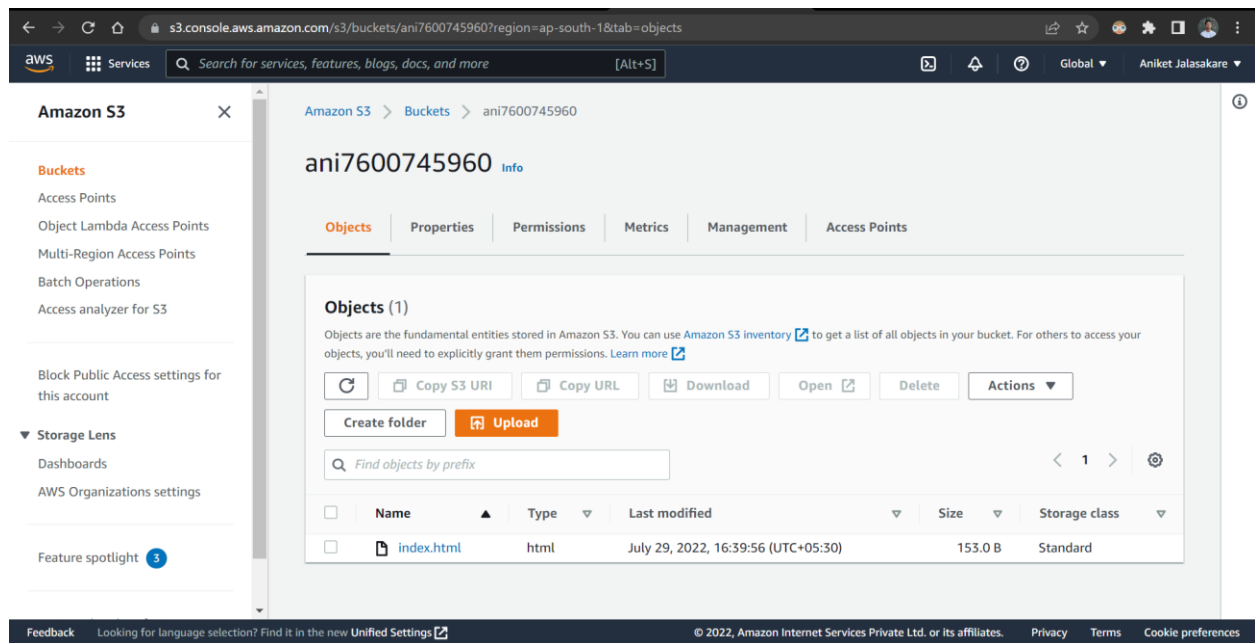 s3.console.aws.amazon.com/s3/buckets/ani7600745960?region=ap-south-1&tab=objects
aws Services Search for services, features, blogs, docs, and more [Alt+S] Global Aniket Jalasakare
Amazon S3
Buckets
Access Points
Object Lambda Access Points
Multi-Region Access Points
Batch Operations
Access analyzer for S3
Block Public Access settings for
this account
Storage Lens
Dashboards
AWS Organizations settings
Feature spotlight 3
Amazon S3 > Buckets > ani7600745960
ani7600745960 Info
Objects Properties Permissions Metrics Management Access Points
Objects (1)
Objects are the fundamental entities stored in Amazon S3. You can use Amazon S3 inventory to get a list of all objects in your bucket. For others to access your
objects, you'll need to explicitly grant them permissions. Learn more
Copy S3 URI Copy URL Download Open Delete Actions
Create folder Upload
Find objects by prefix < 1 >
Name Type Last modified Size Storage class
index.html html July 29, 2022, 16:39:56 (UTC+05:30) 153.0 B Standard
Feedback Looking for language selection? Find it in the new Unified Settings © 2022, Amazon Internet Services Private Ltd. or its affiliates. Privacy Terms Cookie preferences